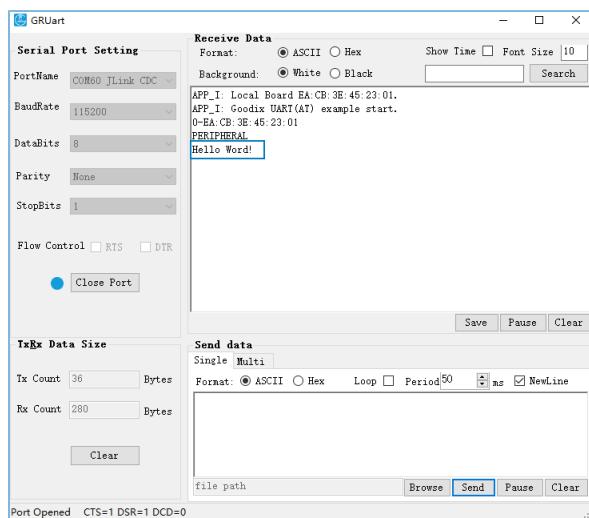 GRUart
Serial Port Setting
PortName COM60 JLink CDC
BaudRate 115200
DataBits 8
Parity None
StopBits 1
Flow Control RTS DTR
Close Port
TxRx Data Size
Tx Count 36 Bytes
Rx Count 280 Bytes
Clear
Receive Data
Format: ASCII Hex Show Time Font Size 10
Background: White Black Search
APP_I: Local Board EA:CB:3E:45:23:01.
APP_I: Goodix UART(AT) example start.
0-EA:CB:3E:45:23:01
PERIPHERAL
Hello Word!
Save Pause Clear
Send data
Single Multi
Format: ASCII Hex Loop Period 50 ms NewLine
file path Browse Send Pause Clear
Port Opened CTS=1 DSR=1 DCD=0